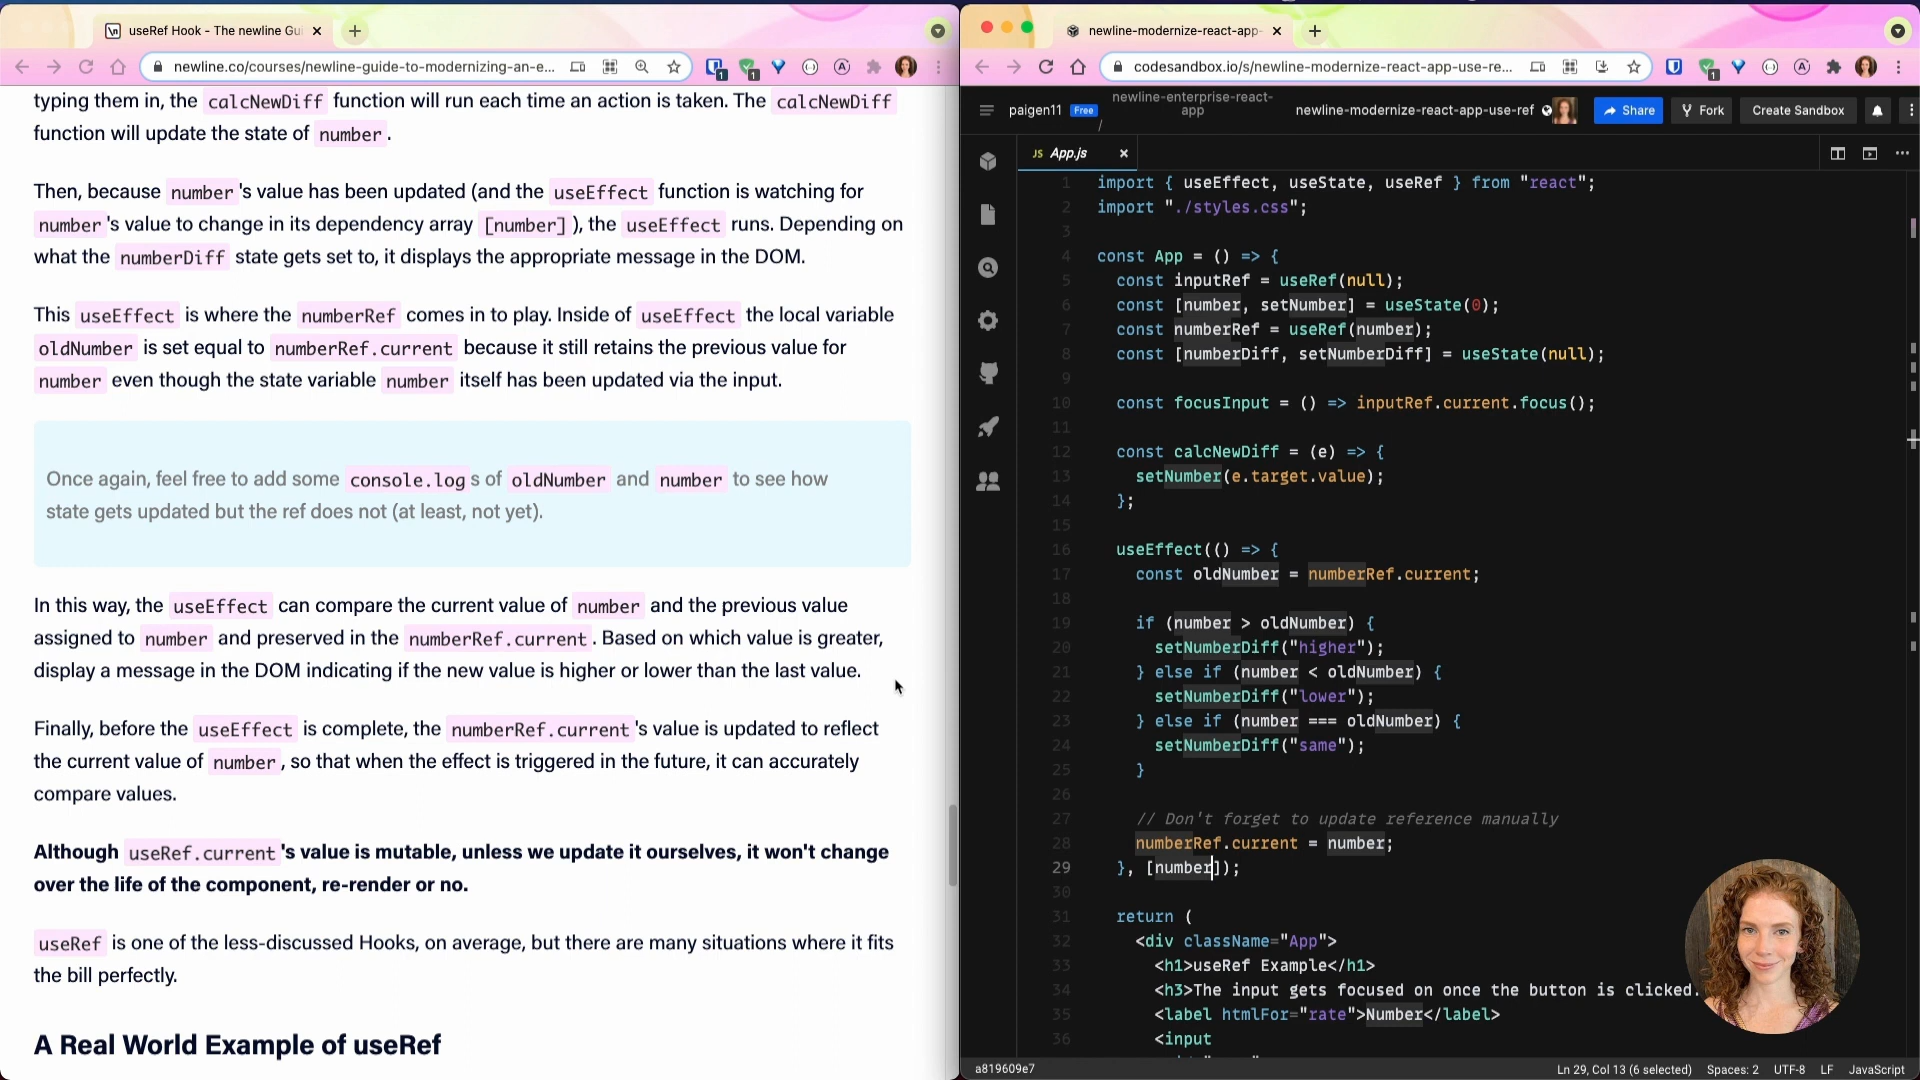 useRef Hook - The newline Gui
newline.co/courses/newline-guide-to-modernizing-an-e...
typing them in, the calcNewDiff function will run each time an action is taken. The calcNewDiff
function will update the state of number.
Then, because number's value has been updated (and the useEffect function is watching for
number's value to change in its dependency array [number]), the useEffect runs. Depending on
what the numberDiff state gets set to, it displays the appropriate message in the DOM.
This useEffect is where the numberRef comes in to play. Inside of useEffect the local variable
oldNumber is set equal to numberRef.current because it still retains the previous value for
number even though the state variable number itself has been updated via the input.
Once again, feel free to add some console.logs of oldNumber and number to see how
state gets updated but the ref does not (at least, not yet).
In this way, the useEffect can compare the current value of number and the previous value
assigned to number and preserved in the numberRef.current. Based on which value is greater,
display a message in the DOM indicating if the new value is higher or lower than the last value.
Finally, before the useEffect is complete, the numberRef.current's value is updated to reflect
the current value of number, so that when the effect is triggered in the future, it can accurately
compare values.
Although useRef.current's value is mutable, unless we update it ourselves, it won't change
over the life of the component, re-render or no.
useRef is one of the less-discussed Hooks, on average, but there are many situations where it fits
the bill perfectly.
A Real World Example of useRef
newline-modernize-react-app-
codesandbox.io/s/newline-modernize-react-app-use-re...
paigen11 Free newline-enterprise-react-
app
/ newline-modernize-react-app-use-ref Share Fork Create Sandbox
JS App.js
1 import { useEffect, useState, useRef } from "react";
2 import "./styles.css";
3
4 const App = () => {
5 const inputRef = useRef(null);
6 const [number, setNumber] = useState(0);
7 const numberRef = useRef(number);
8 const [numberDiff, setNumberDiff] = useState(null);
9
10 const focusInput = () => inputRef.current.focus();
11
12 const calcNewDiff = (e) => {
13 setNumber(e.target.value);
14 };
15
16 useEffect(() => {
17 const oldNumber = numberRef.current;
18
19 if (number > oldNumber) {
20 setNumberDiff("higher");
21 } else if (number < oldNumber) {
22 setNumberDiff("lower");
23 } else if (number === oldNumber) {
24 setNumberDiff("same");
25 }
26
27 // Don't forget to update reference manually
28 numberRef.current = number;
29 }, [number]);
30
31 return (
32 <div className="App">
33 <h1>useRef Example</h1>
34 <h3>The input gets focused on once the button is clicked.
35 <label htmlFor="rate">Number</label>
36 <input
a819609e7
Ln 29, Col 13 (6 selected) Spaces: 2 UTF-8 LF JavaScript